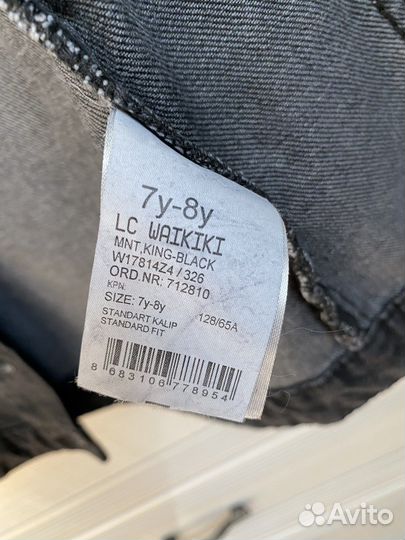 7y-8y
LC WAIKIKI
MNT,KING-BLACK
W17814Z4 / 326
ORD.NR: 712810
KPN:
SIZE: 7y-8y 128/65A
STANDART KALIP
STANDARD FIT
8 683106 778954
Avito